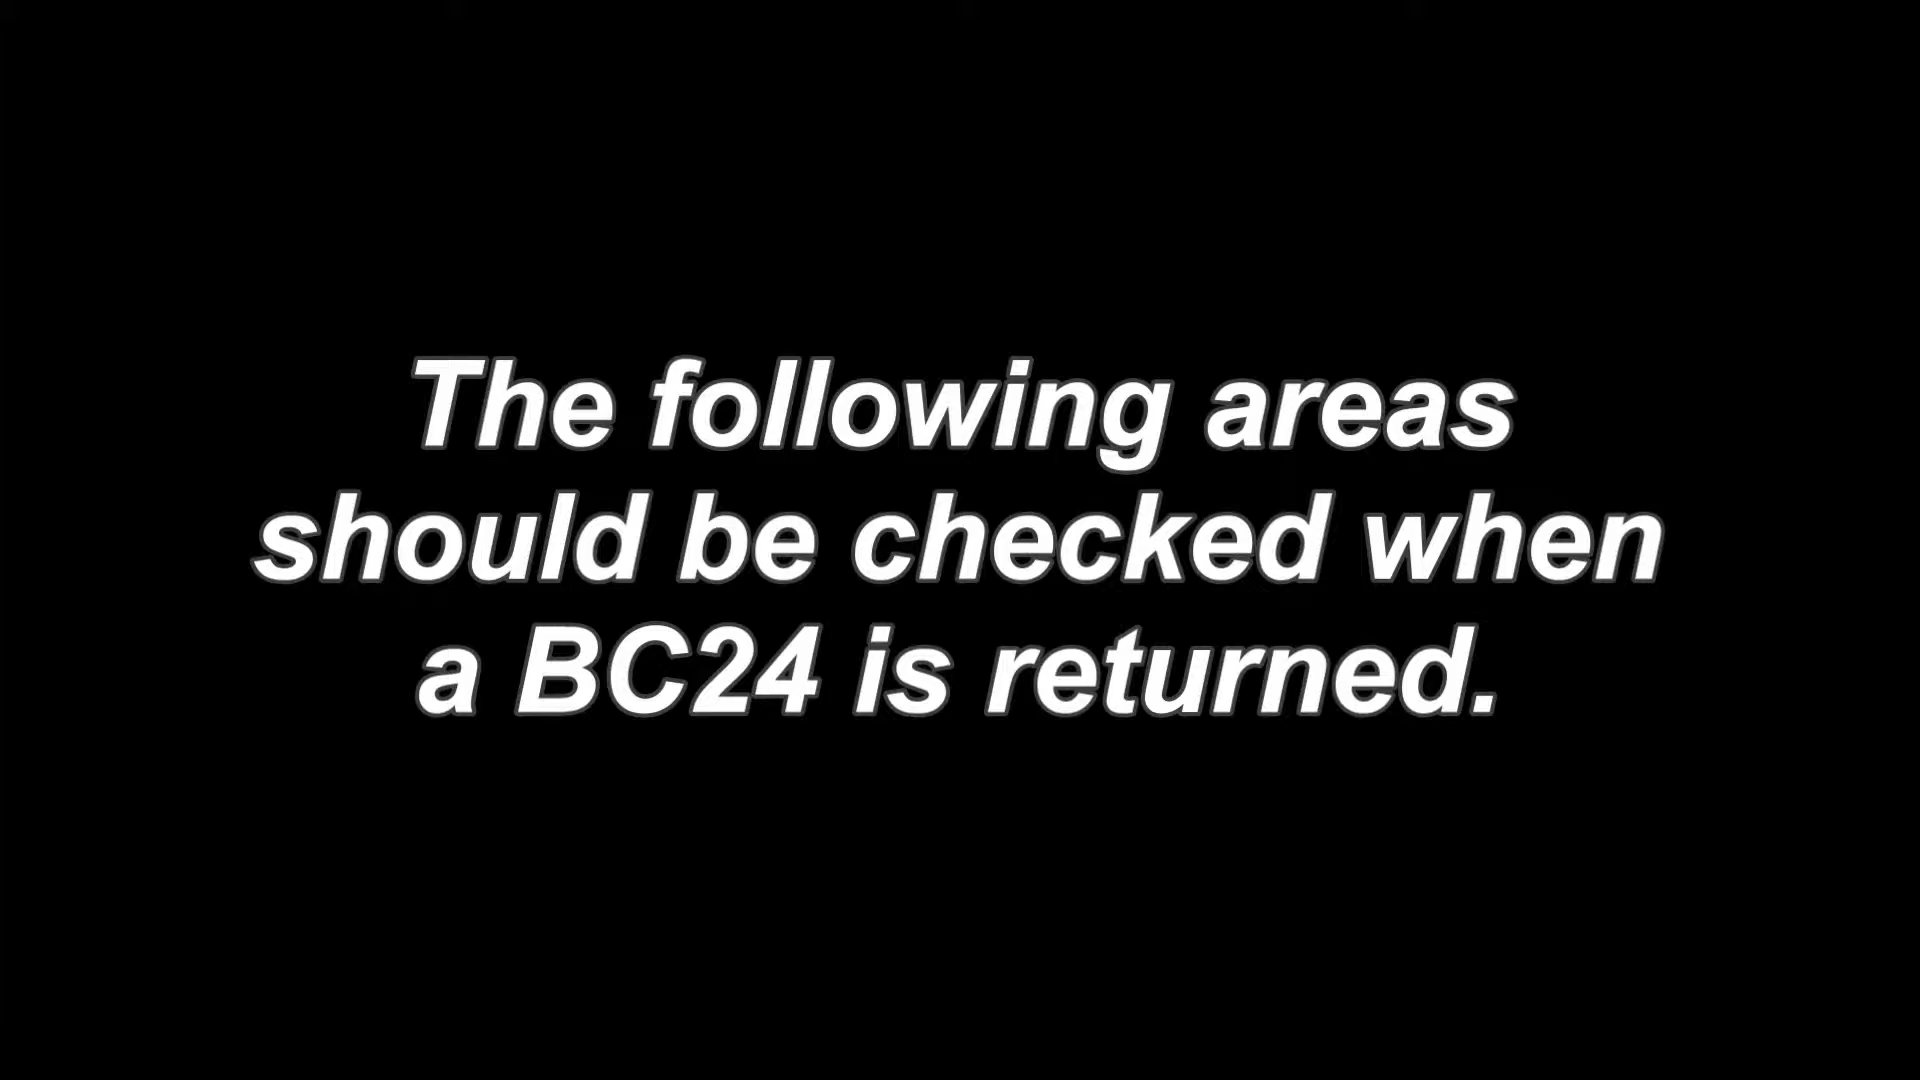 The following areas
should be checked when
a BC24 is returned.